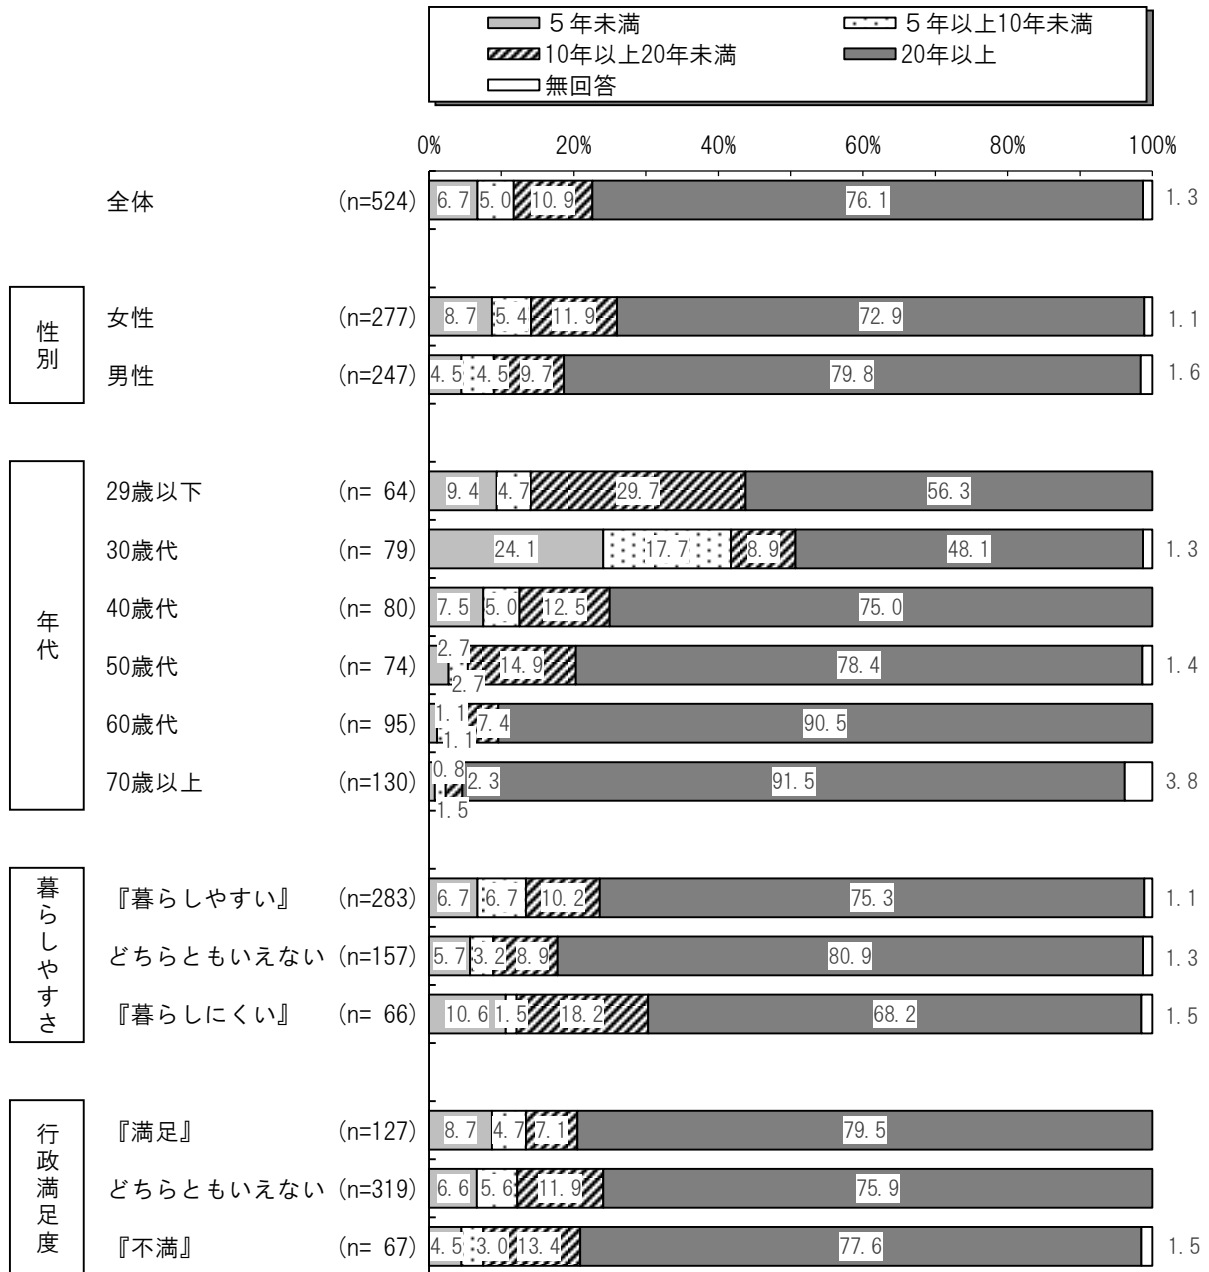 ５年未満 ５年以上10年未満
10年以上20年未満 20年以上
無回答
0% 20% 40% 60% 80% 100%
全体 (n=524) 6.7 5.0 10.9 76.1 1.3
性別
女性 (n=277) 8.7 5.4 11.9 72.9 1.1
男性 (n=247) 4.5 4.5 9.7 79.8 1.6
年代
29歳以下 (n= 64) 9.4 4.7 29.7 56.3
30歳代 (n= 79) 24.1 17.7 8.9 48.1 1.3
40歳代 (n= 80) 7.5 5.0 12.5 75.0
50歳代 (n= 74) 2.7 2.7 14.9 78.4 1.4
60歳代 (n= 95) 1.1 1.1 7.4 90.5
70歳以上 (n=130) 0.8 1.5 2.3 91.5 3.8
暮らしやすさ
『暮らしやすい』 (n=283) 6.7 6.7 10.2 75.3 1.1
どちらともいえない (n=157) 5.7 3.2 8.9 80.9 1.3
『暮らしにくい』 (n= 66) 10.6 1.5 18.2 68.2 1.5
行政満足度
『満足』 (n=127) 8.7 4.7 7.1 79.5
どちらともいえない (n=319) 6.6 5.6 11.9 75.9
『不満』 (n= 67) 4.5 3.0 13.4 77.6 1.5